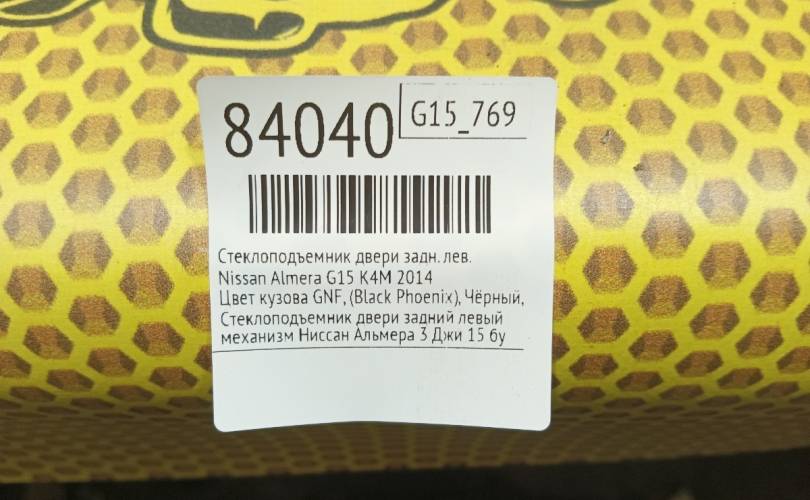 84040
G15_769
Стеклоподъемник двери задн. лев.
Nissan Almera G15 K4M 2014
Цвет кузова GNF, (Black Phoenix), Чёрный,
Стеклоподъемник двери задний левый
механизм Ниссан Альмера 3 Джи 15 бу